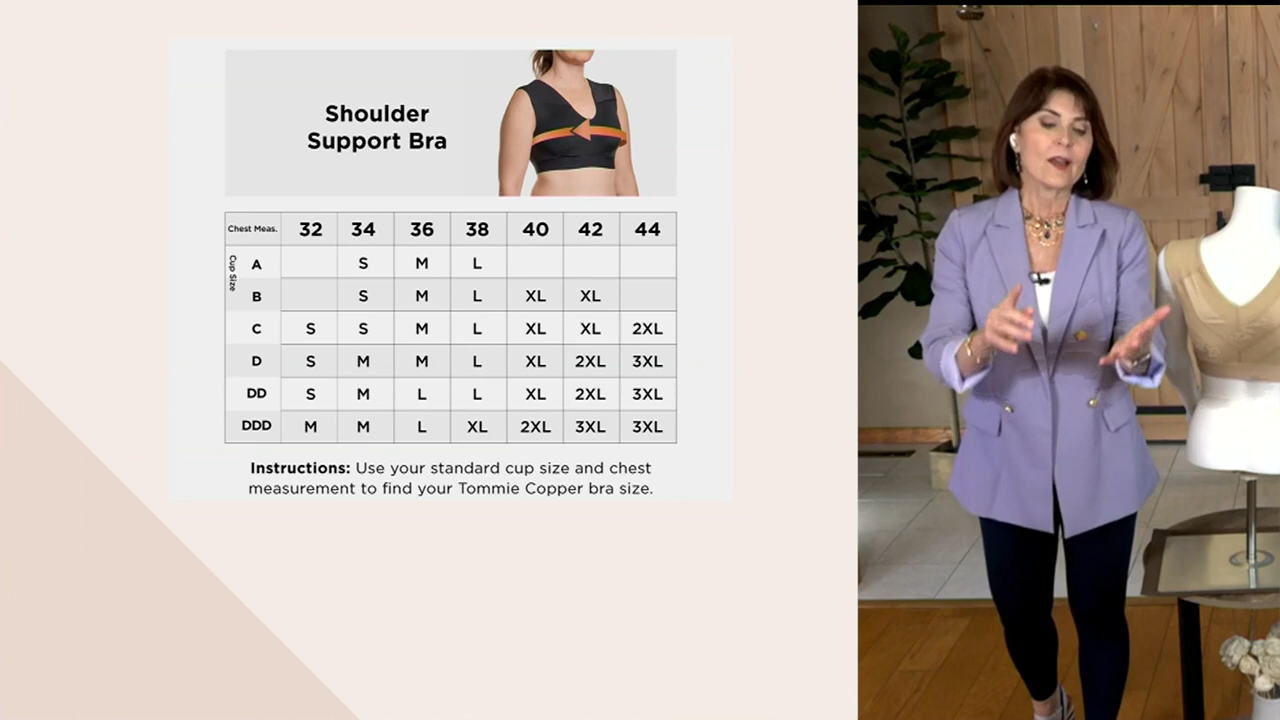 Shoulder
Support Bra
Chest Meas. 32 34 36 38 40 42 44
Cup Size
A S M L
B S M L XL XL
C S S M L XL XL 2XL
D S M M L XL 2XL 3XL
DD S M L L XL 2XL 3XL
DDD M M L XL 2XL 3XL 3XL
Instructions: Use your standard cup size and chest
measurement to find your Tommie Copper bra size.